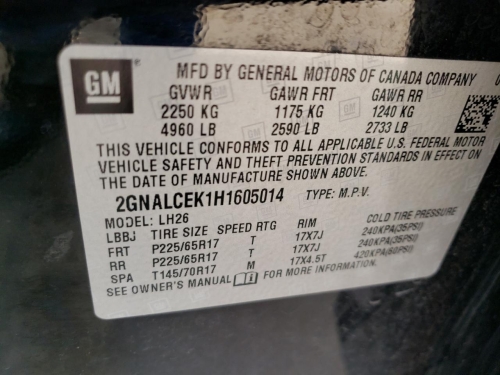 GM
MFD BY GENERAL MOTORS OF CANADA COMPANY
GVWR GAWR FRT GAWR RR
2250 KG 1175 KG 1240 KG
4960 LB 2590 LB 2733 LB
THIS VEHICLE CONFORMS TO ALL APPLICABLE U.S. FEDERAL MOTOR
VEHICLE SAFETY AND THEFT PREVENTION STANDARDS IN EFFECT ON
THE DATE OF MANUFACTURE SHOWN ABOVE.
2GNALCEK1H1605014 TYPE: M.P.V.
MODEL: LH26
LBBJ TIRE SIZE SPEED RTG RIM COLD TIRE PRESSURE
FRT P225/65R17 T 17X7J 240KPA(35PSI)
RR P225/65R17 T 17X7J 240KPA(35PSI)
SPA T145/70R17 M 17X4.5T 420KPA(60PSI)
SEE OWNER'S MANUAL FOR MORE INFORMATION.